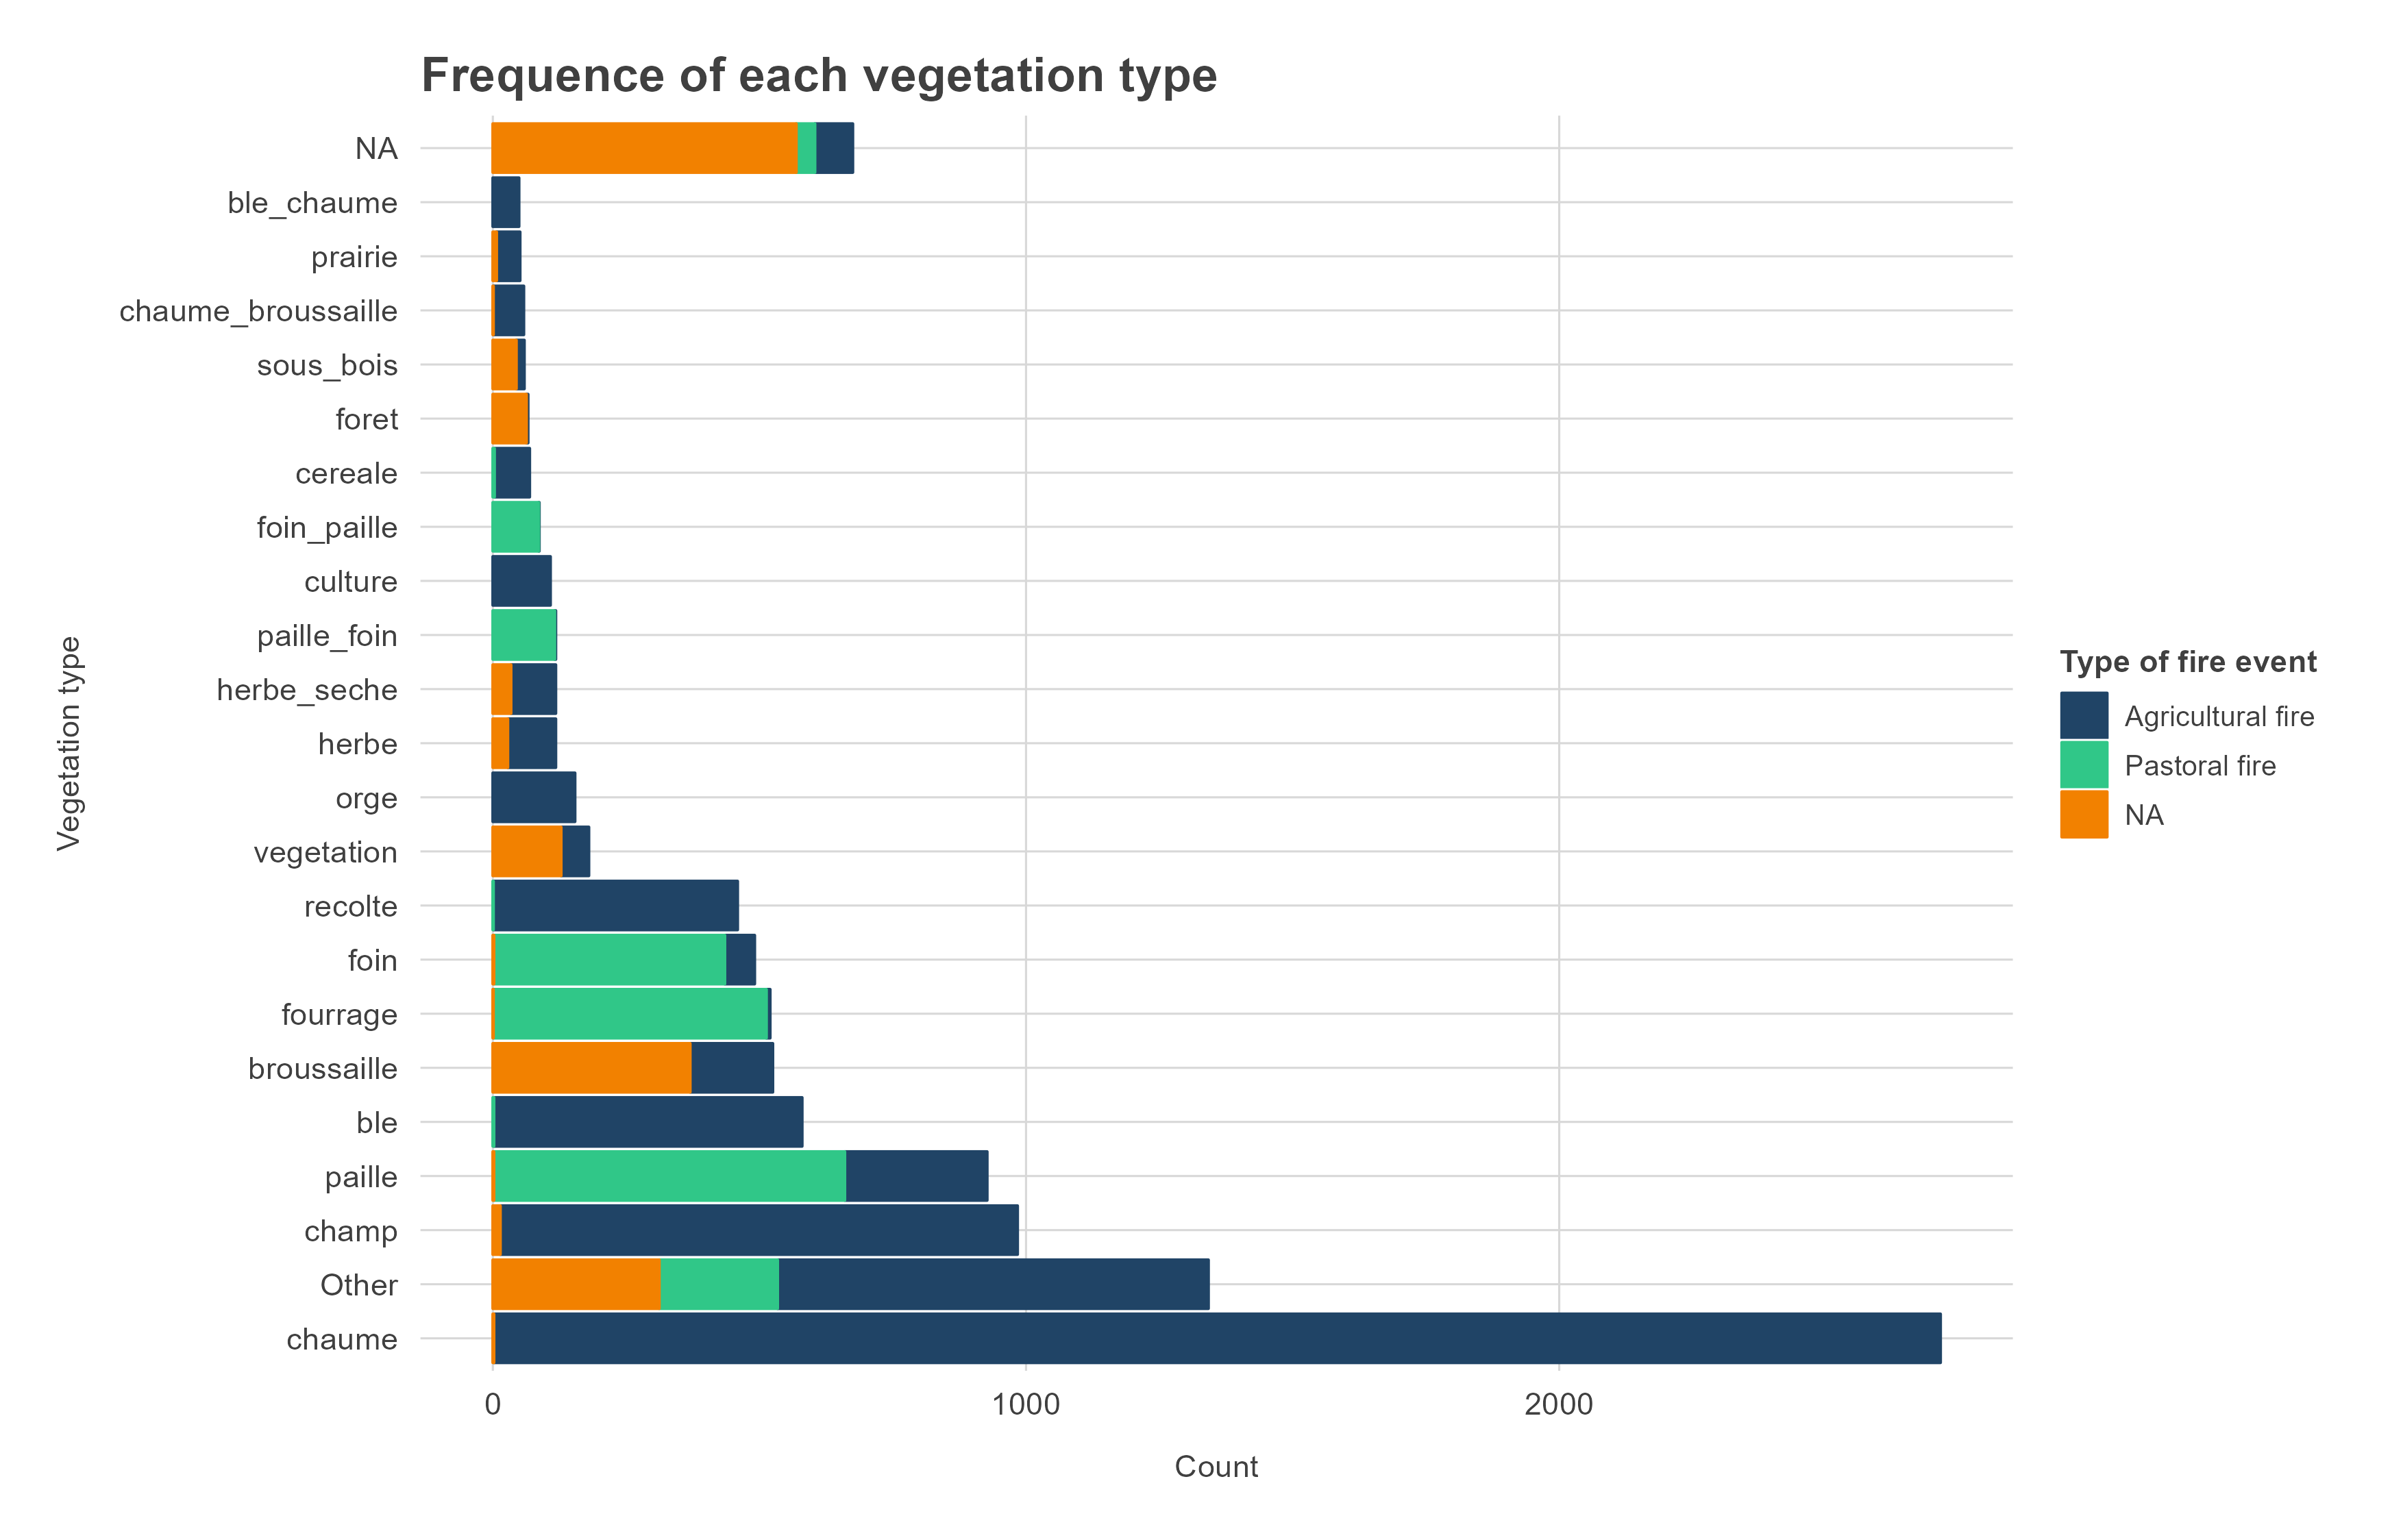 Frequence of each vegetation type
NA
ble_chaume
prairie
chaume_broussaille
sous_bois
foret
cereale
foin_paille
culture
paille_foin
herbe_seche
herbe
orge
vegetation
recolte
foin
fourrage
broussaille
ble
paille
champ
Other
chaume
Vegetation type
0 1000 2000
Count
Type of fire event
Agricultural fire
Pastoral fire
NA